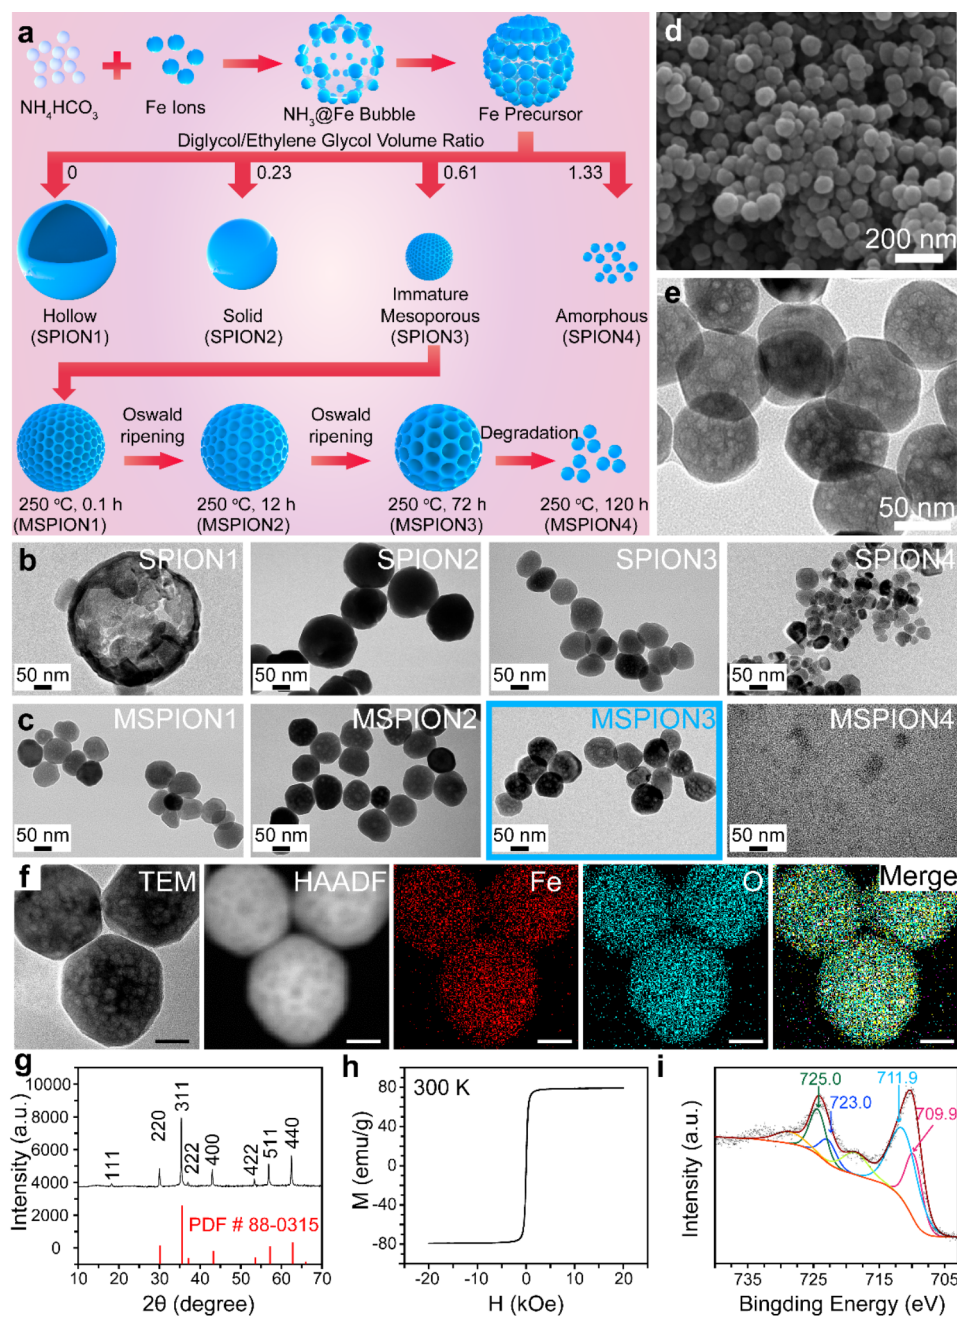 a
NH4HCO3
Fe Ions
NH3@Fe Bubble
Fe Precursor
Diglycol/Ethylene Glycol Volume Ratio
0
0.23
0.61
1.33
Hollow
(SPION1)
Solid
(SPION2)
Immature
Mesoporous
(SPION3)
Amorphous
(SPION4)
Oswald
ripening
Oswald
ripening
Degradation
250 °C, 0.1 h
(MSPION1)
250 °C, 12 h
(MSPION2)
250 °C, 72 h
(MSPION3)
250 °C, 120 h
(MSPION4)
d
200 nm
e
50 nm
b
SPION1
50 nm
SPION2
50 nm
SPION3
50 nm
SPION4
50 nm
c
MSPION1
50 nm
MSPION2
50 nm
MSPION3
50 nm
MSPION4
50 nm
f
TEM
HAADF
Fe
O
Merge
g
Intensity (a.u.)
10000
8000
6000
4000
2000
0
111
220
311
222
400
422
511
440
PDF # 88-0315
10 20 30 40 50 60 70
2θ (degree)
h
300 K
M (emu/g)
80
40
0
-40
-80
-20 -10 0 10 20
H (kOe)
i
Intensity (a.u.)
725.0
723.0
711.9
709.9
735 725 715 705
Bingding Energy (eV)